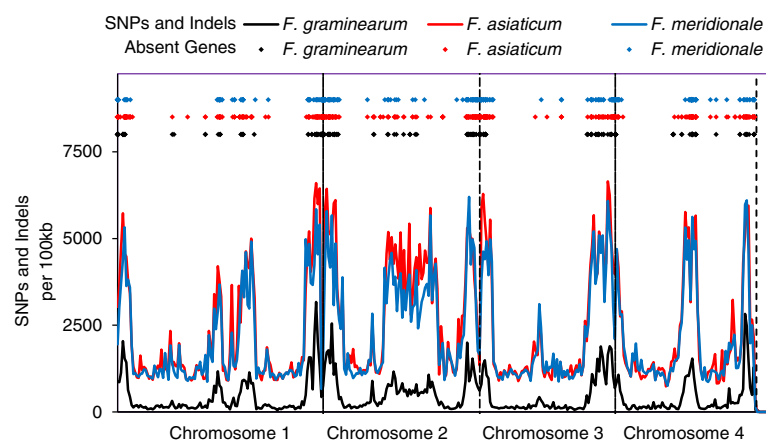 SNPs and Indels F. graminearum F. asiaticum F. meridionale
Absent Genes F. graminearum F. asiaticum F. meridionale
7500
5000
2500
0
SNPs and Indels
per 100kb
Chromosome 1 Chromosome 2 Chromosome 3 Chromosome 4